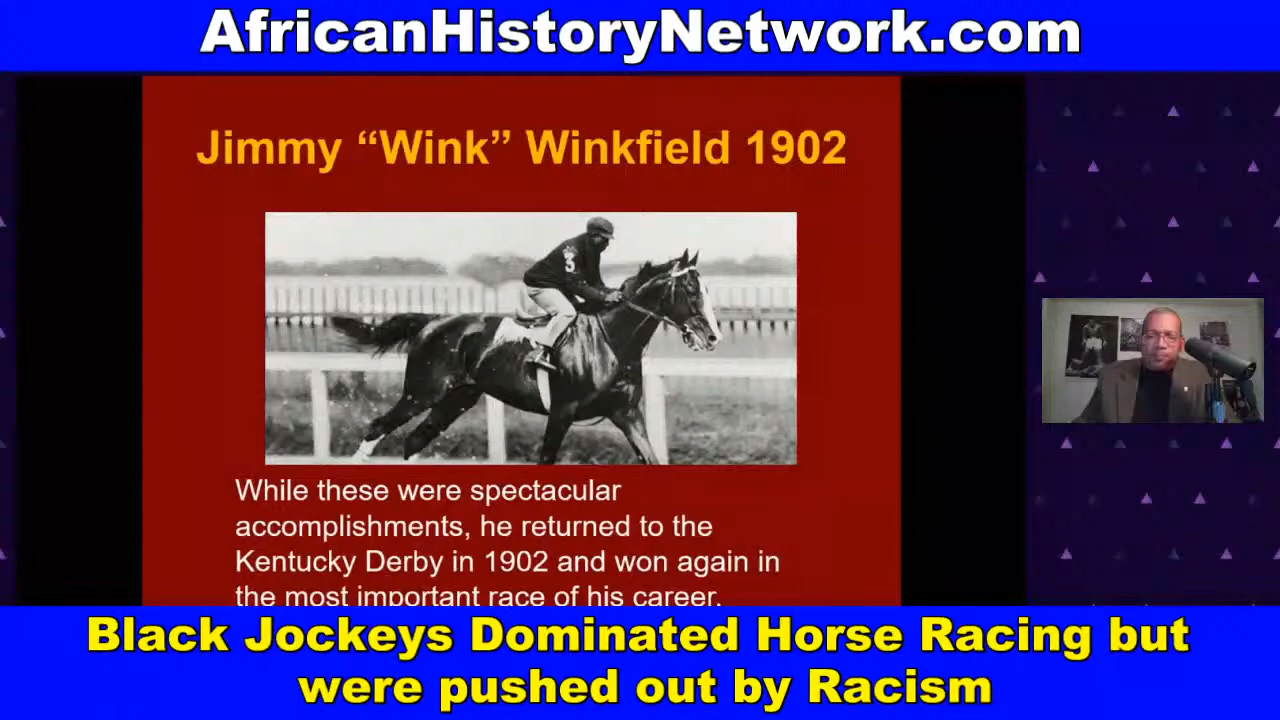 AfricanHistoryNetwork.com
Jimmy “Wink” Winkfield 1902
3
While these were spectacular
accomplishments, he returned to the
Kentucky Derby in 1902 and won again in
the most important race of his career.
Black Jockeys Dominated Horse Racing but
were pushed out by Racism